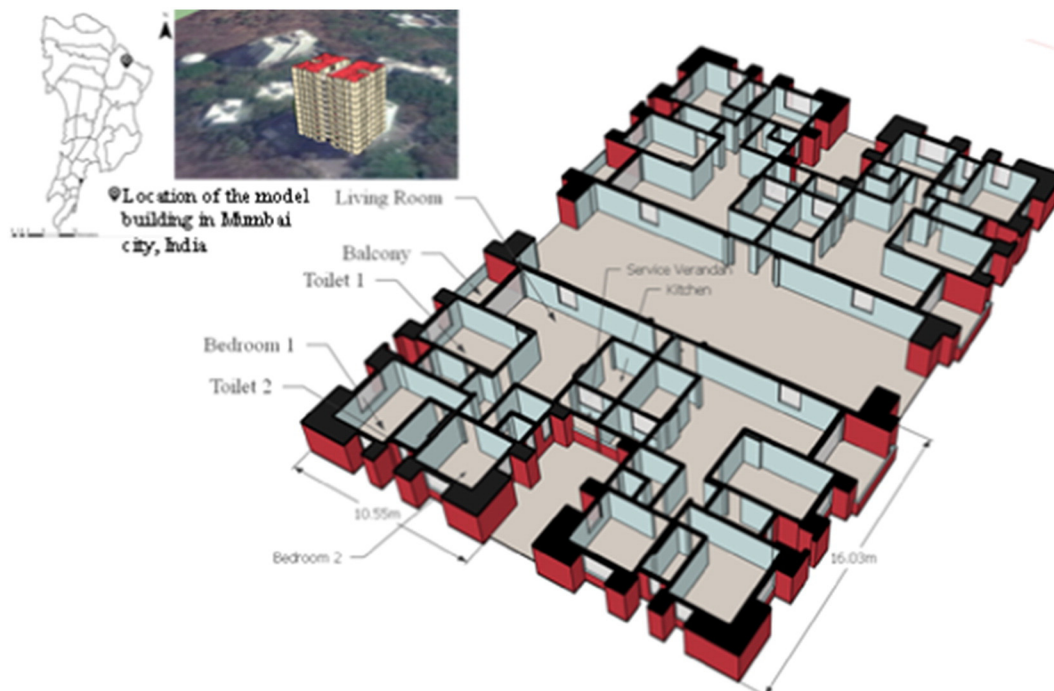 Location of the model
building in Mumbai
city, India
Living Room
Balcony
Toilet 1
Bedroom 1
Toilet 2
Service Verandah
Kitchen
10.55m
Bedroom 2
16.03m